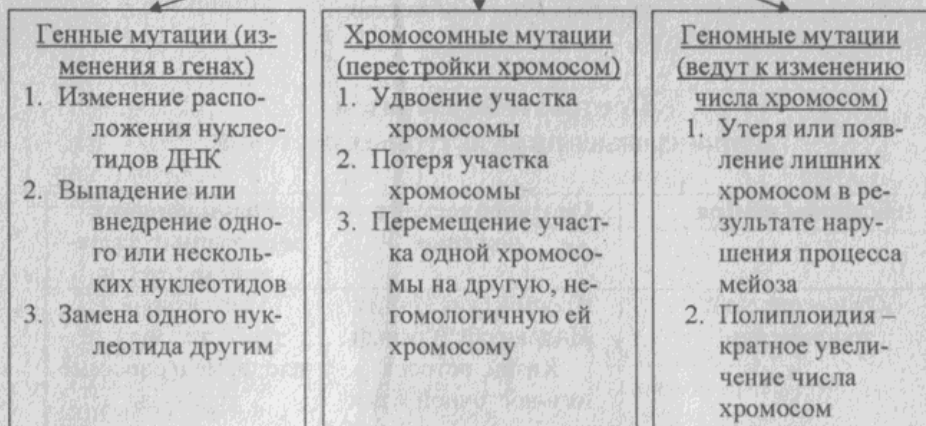 Генные мутации (из-
менения в генах)
1. Изменение распо-
ложения нуклео-
тидов ДНК
2. Выпадение или
внедрение одно-
го или несколь-
ких нуклеотидов
3. Замена одного нук-
леотида другим
Хромосомные мутации
(перестройки хромосом)
1. Удвоение участка
хромосомы
2. Потеря участка
хромосомы
3. Перемещение участ-
ка одной хромосо-
мы на другую, не-
гомологичную ей
хромосому
Геномные мутации
(ведут к изменению
числа хромосом)
1. Утеря или появ-
ление лишних
хромосом в ре-
зультате нару-
шения процесса
мейоза
2. Полиплоидия –
кратное увели-
чение числа
хромосом